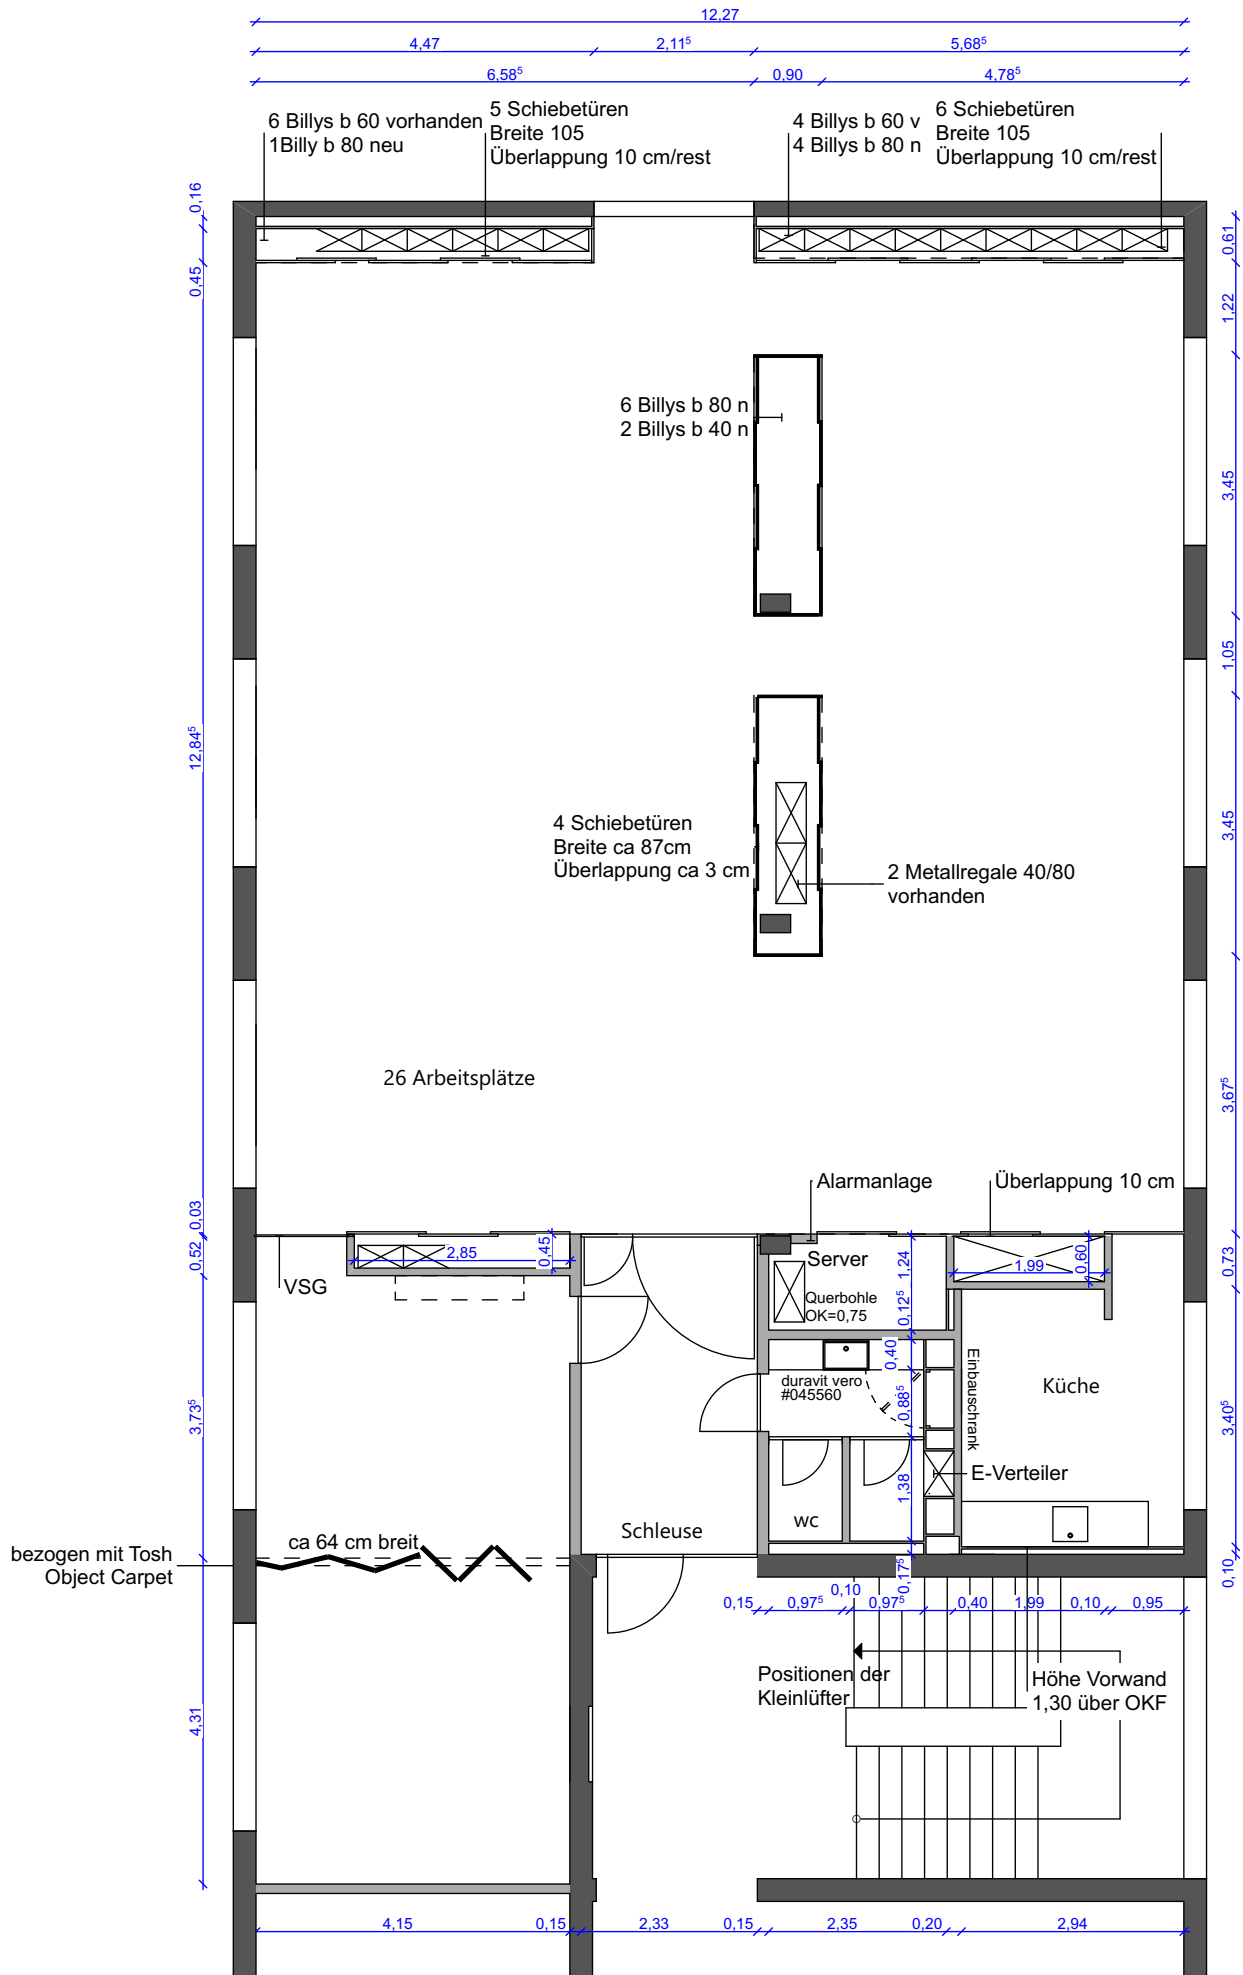 12,27
4,47
2,11⁵
5,68⁵
6,58⁵
0,90
4,78⁵
6 Billys b 60 vorhanden
1Billy b 80 neu
5 Schiebetüren
Breite 105
Überlappung 10 cm/rest
4 Billys b 60 v
4 Billys b 80 n
6 Schiebetüren
Breite 105
Überlappung 10 cm/rest
0,16
0,45
12,84⁵
0,03
0,52
3,73⁵
4,31
0,61
1,22
3,45
1,05
3,45
3,67⁵
0,73
3,40⁵
0,10
6 Billys b 80 n
2 Billys b 40 n
4 Schiebetüren
Breite ca 87cm
Überlappung ca 3 cm
2 Metallregale 40/80
vorhanden
26 Arbeitsplätze
Alarmanlage
Überlappung 10 cm
VSG
2,85
0,45
Server
Querbohle
OK=0,75
1,24
0,12⁵
1,99
0,60
0,40
duravit vero
#045560
0,88⁵
Einbauschrank
Küche
E-Verteiler
1,38
wc
Schleuse
ca 64 cm breit
bezogen mit Tosh
Object Carpet
0,17⁵
0,15
0,97⁵
0,10
0,97⁵
0,40
1,99
0,10
0,95
Positionen der
Kleinlüfter
Höhe Vorwand
1,30 über OKF
4,15
0,15
2,33
0,15
2,35
0,20
2,94